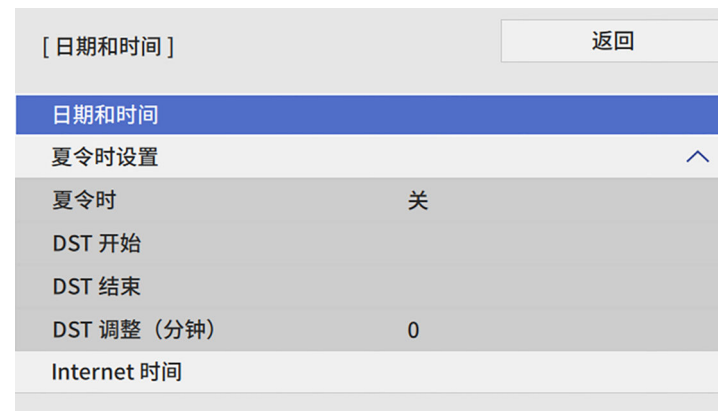 [ 日期和时间 ]
返回
日期和时间
夏令时设置
夏令时 关
DST 开始
DST 结束
DST 调整（分钟） 0
Internet 时间